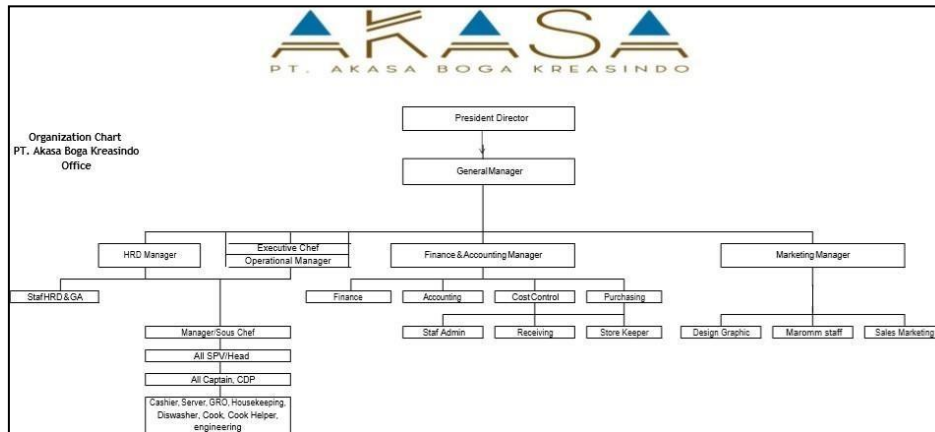 AKASA
PT. AKASA BOGA KREASINDO
Organization Chart
PT. Akasa Boga Kreasindo
Office
President Director
General Manager
HRD Manager
Executive Chef
Operational Manager
Finance & Accounting Manager
Marketing Manager
Staf HRD & GA
Finance
Accounting
Cost Control
Purchasing
Manager/Sous Chef
Staf Admin
Receiving
Store Keeper
Design Graphic
Maromm staff
Sales Marketing
All SPV/Head
All Captain, CDP
Cashier, Server, GRO, Housekeeping,
Diswasher, Cook, Cook Helper,
engineering